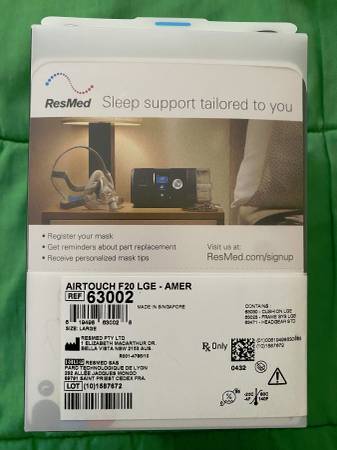 ResMed
Sleep support tailored to you
• Register your mask
• Get reminders about part replacement
• Receive personalized mask tips
Visit us at:
ResMed.com/signup
AIRTOUCH F20 LGE - AMER
REF 63002
MADE IN SINGAPORE
SIZE: LARGE
CONTAINS:
RESMED PTY LTD
1 ELIZABETH MACARTHUR DR.
BELLA VISTA NSW 2153 AUS
Rx Only
0432
RESMED SAS
PARC TECHNOLOGIQUE DE LYON
292 ALLEE JACQUES MONOD
69791 SAINT PRIEST CEDEX FRA.
LOT (10)1587672